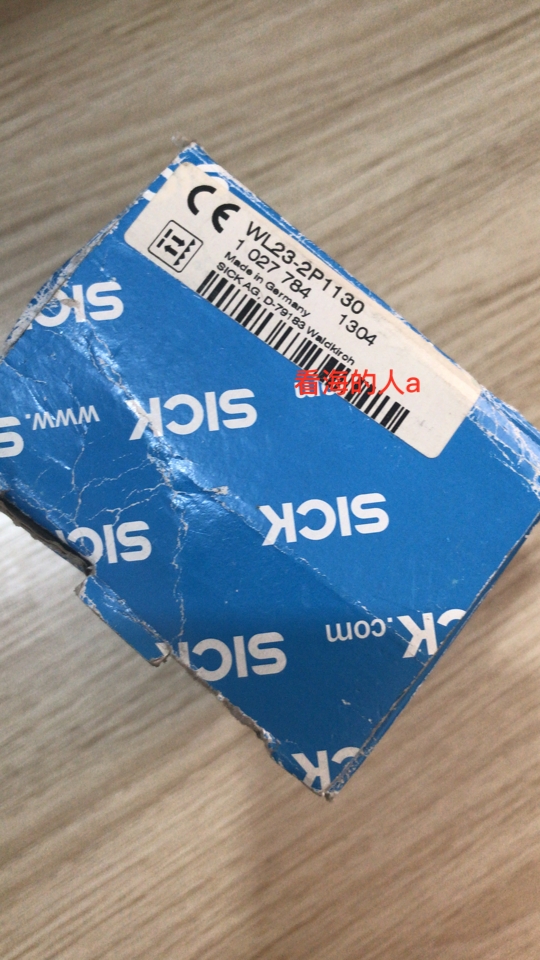 CE
WL23-2P1130
1 027 784 1304
Made in Germany
SICK AG, D-79183 Waldkirch
看海的人a
SICK
www.
SICK
SICK
SICK
CK.com
SICK